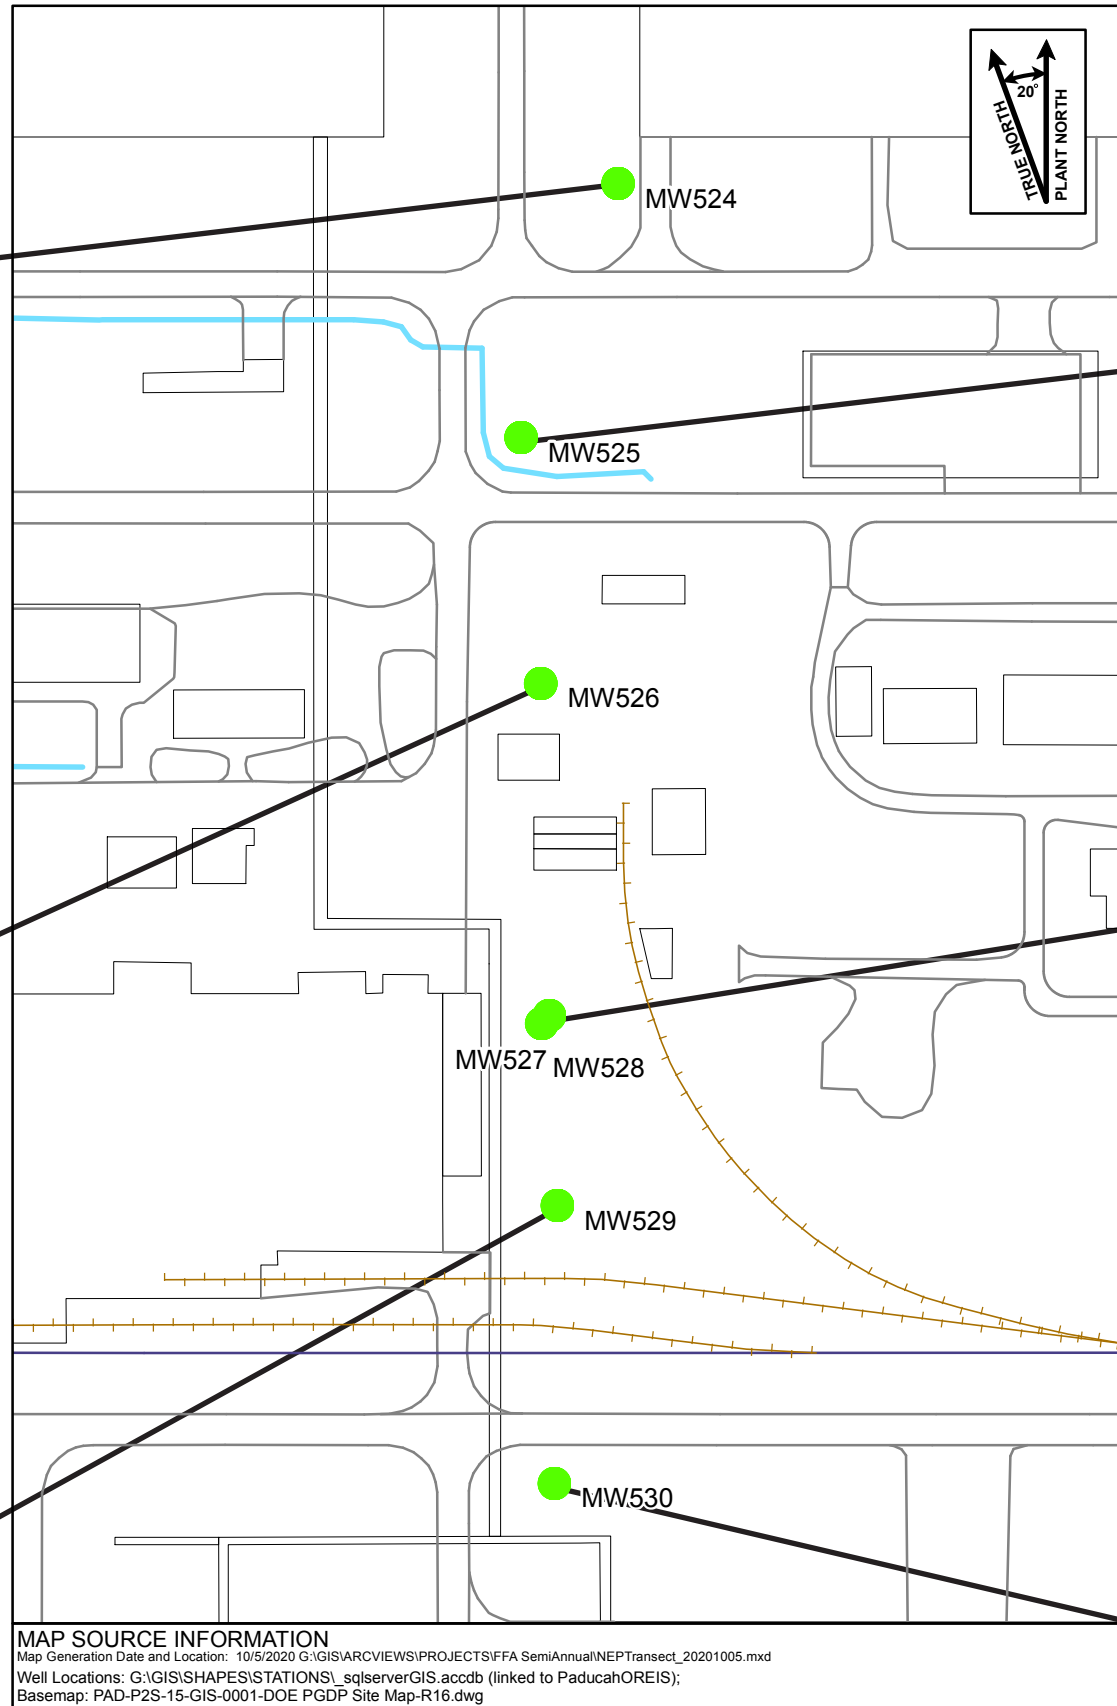 20°
TRUE NORTH
PLANT NORTH
MW524
MW525
MW526
MW527
MW528
MW529
MW530
MAP SOURCE INFORMATION
Map Generation Date and Location: 10/5/2020 G:\GIS\ARCVIEWS\PROJECTS\FFA SemiAnnual\NEPTransect_20201005.mxd
Well Locations: G:\GIS\SHAPES\STATIONS\_sqlserverGIS.accdb (linked to PaducahOREIS);
Basemap: PAD-P2S-15-GIS-0001-DOE PGDP Site Map-R16.dwg